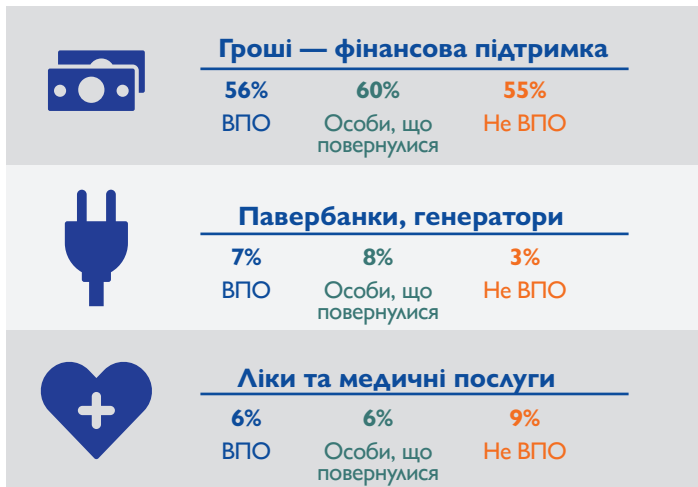 Гроші — фінансова підтримка
56% 60% 55%
ВПО Особи, що повернулися Не ВПО
Павербанки, генератори
7% 8% 3%
ВПО Особи, що повернулися Не ВПО
Ліки та медичні послуги
6% 6% 9%
ВПО Особи, що повернулися Не ВПО